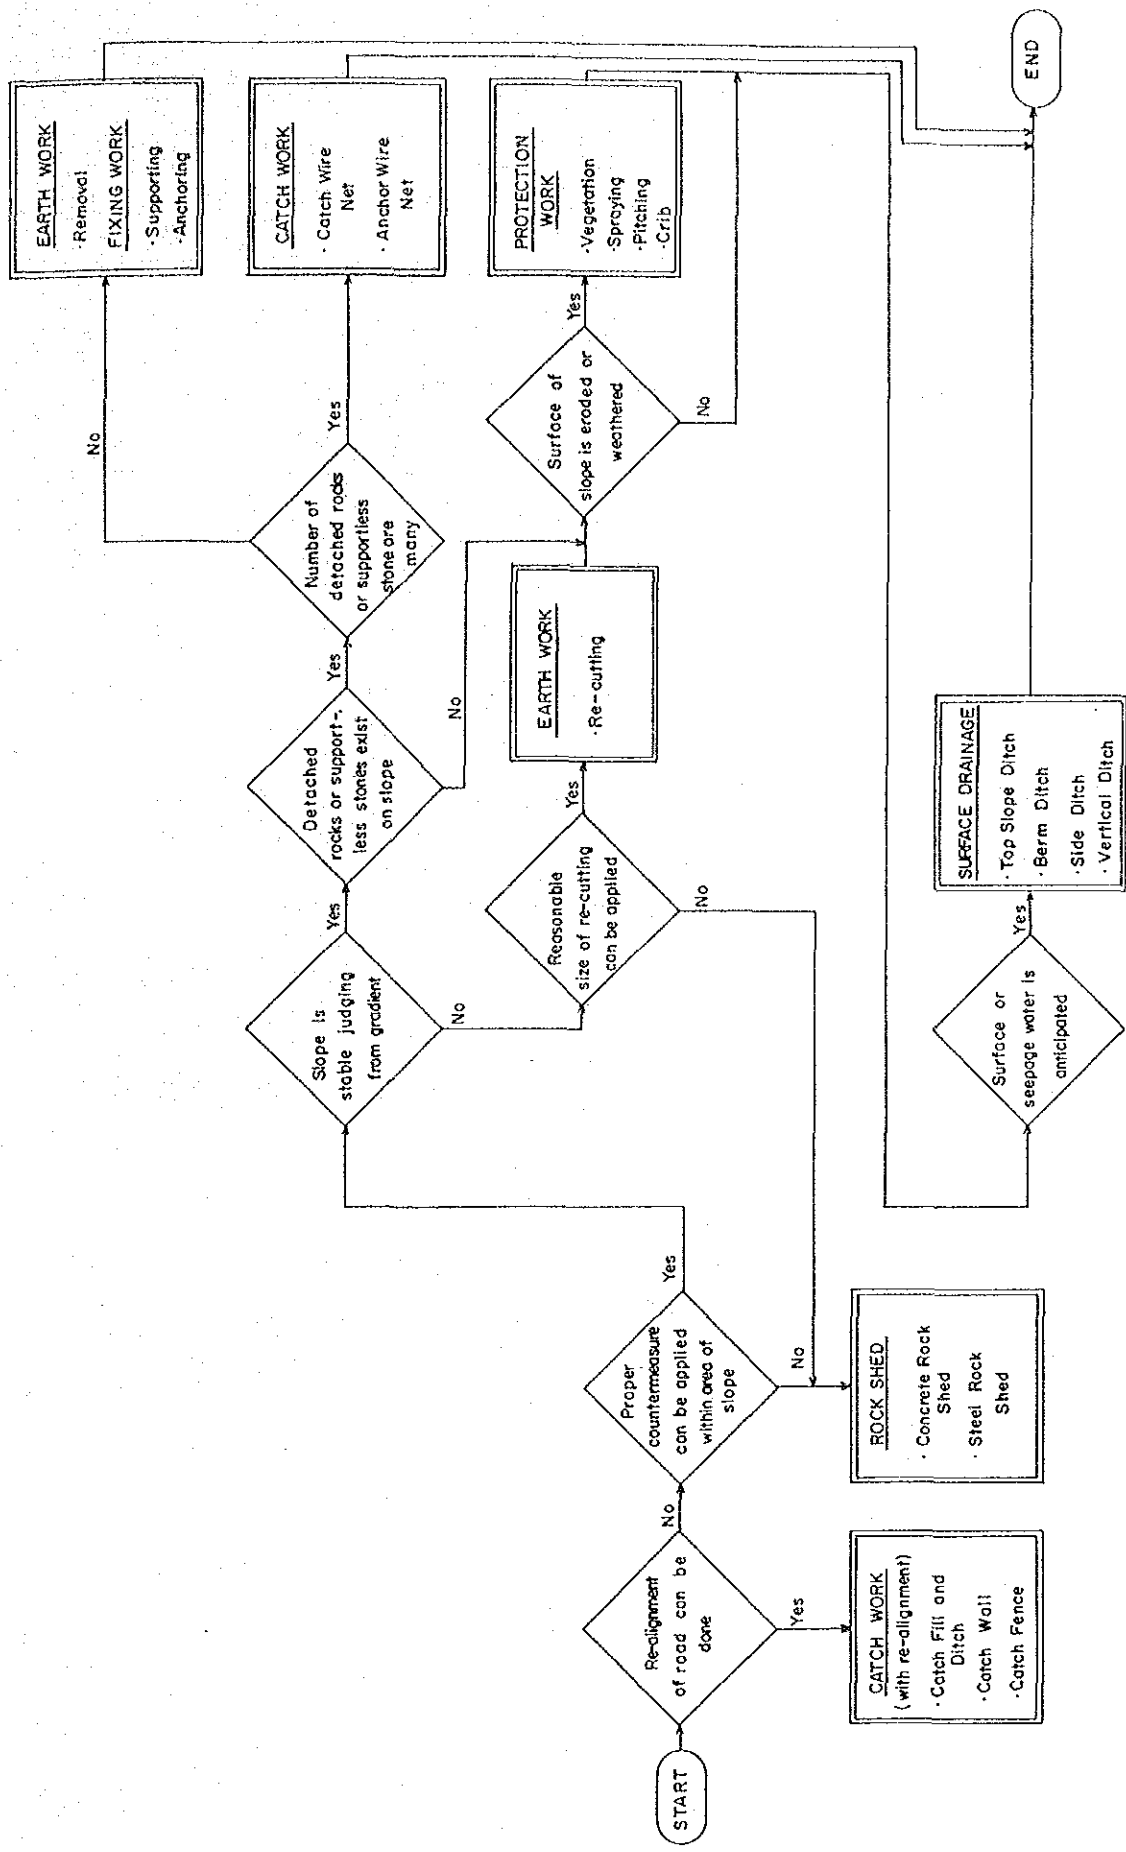 START
Re-alignment
of road can be
done
No
Yes
CATCH WORK
(with re-alignment)
· Catch Fill and
Ditch
· Catch Wall
· Catch Fence
Proper
countermeasure
can be applied
within area of
slope
Yes
No
ROCK SHED
· Concrete Rock
Shed
· Steel Rock
Shed
Slope is
stable judging
from gradient
Yes
No
Detached
rocks or support-
less stones exist
on slope
Yes
No
Number of
detached rocks
or supportless
stone are
many
No
Yes
EARTH WORK
· Removal
FIXING WORK
· Supporting
· Anchoring
CATCH WORK
· Catch Wire
Net
· Anchor Wire
Net
Reasonable
size of re-cutting
can be applied
Yes
No
EARTH WORK
· Re-cutting
Surface of
slope is eroded or
weathered
Yes
No
PROTECTION
WORK
· Vegetation
· Spraying
· Pitching
· Crib
Surface or
seepage water is
anticipated
Yes
SURFACE DRAINAGE
· Top Slope Ditch
· Berm Ditch
· Side Ditch
· Vertical Ditch
END